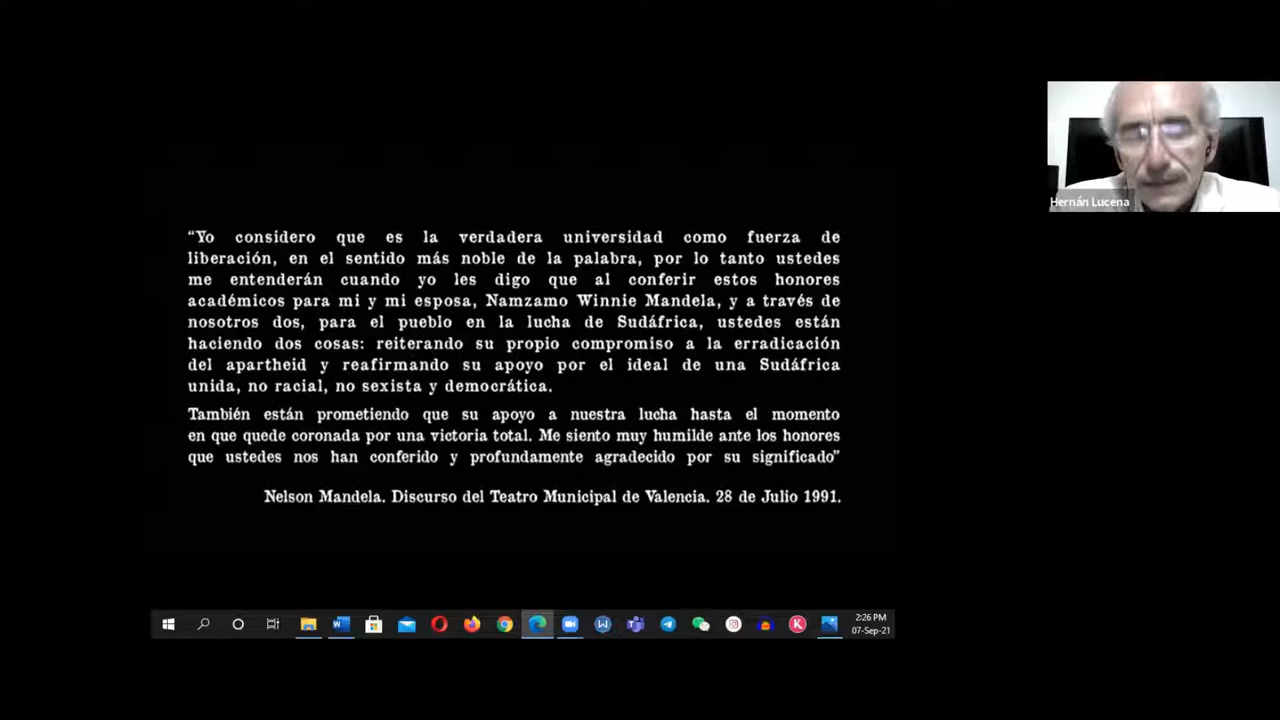 “Yo considero que es la verdadera universidad como fuerza de
liberación, en el sentido más noble de la palabra, por lo tanto ustedes
me entenderán cuando yo les digo que al conferir estos honores
académicos para mi y mi esposa, Namzamo Winnie Mandela, y a través de
nosotros dos, para el pueblo en la lucha de Sudáfrica, ustedes están
haciendo dos cosas: reiterando su propio compromiso a la erradicación
del apartheid y reafirmando su apoyo por el ideal de una Sudáfrica
unida, no racial, no sexista y democrática.
También están prometiendo que su apoyo a nuestra lucha hasta el momento
en que quede coronada por una victoria total. Me siento muy humilde ante los honores
que ustedes nos han conferido y profundamente agradecido por su significado”
Nelson Mandela. Discurso del Teatro Municipal de Valencia. 28 de Julio 1991.
Hernán Lucena
2:26 PM
07-Sep-21